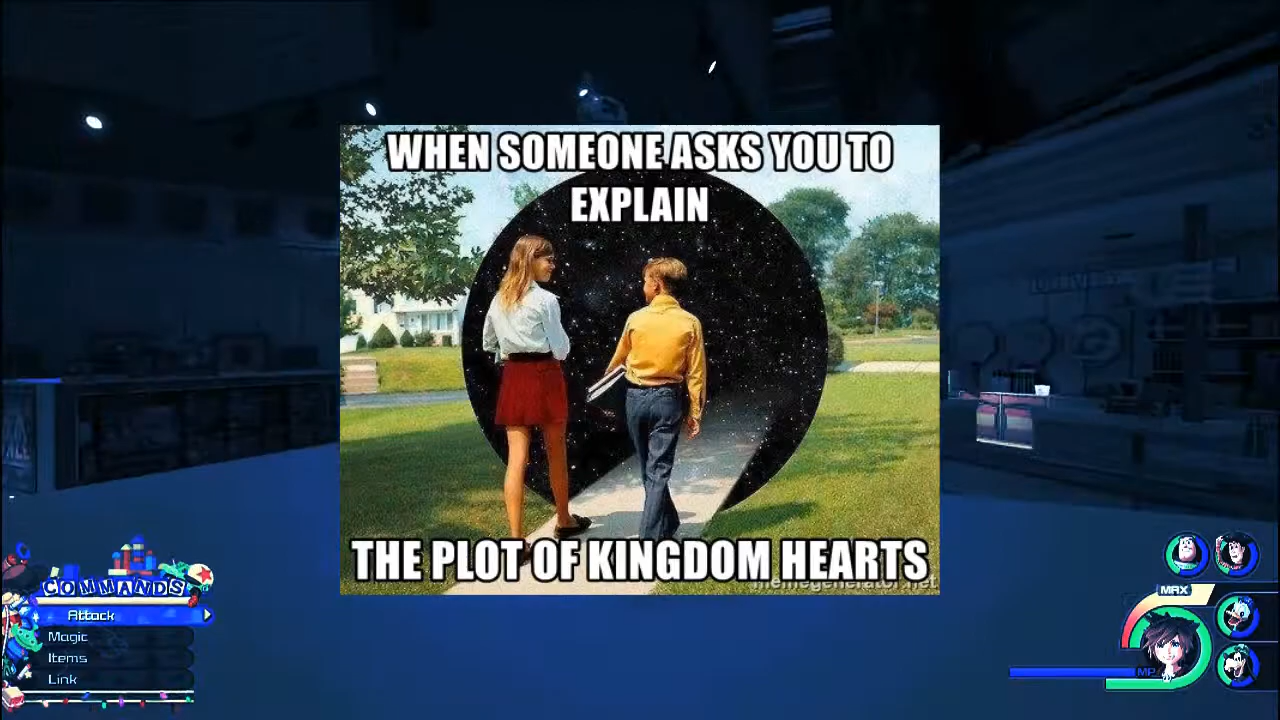 WHEN SOMEONE ASKS YOU TO
EXPLAIN
THE PLOT OF KINGDOM HEARTS
memegenerator.net
COMMANDS
Attack
Magic
Items
Link
MAX
MP